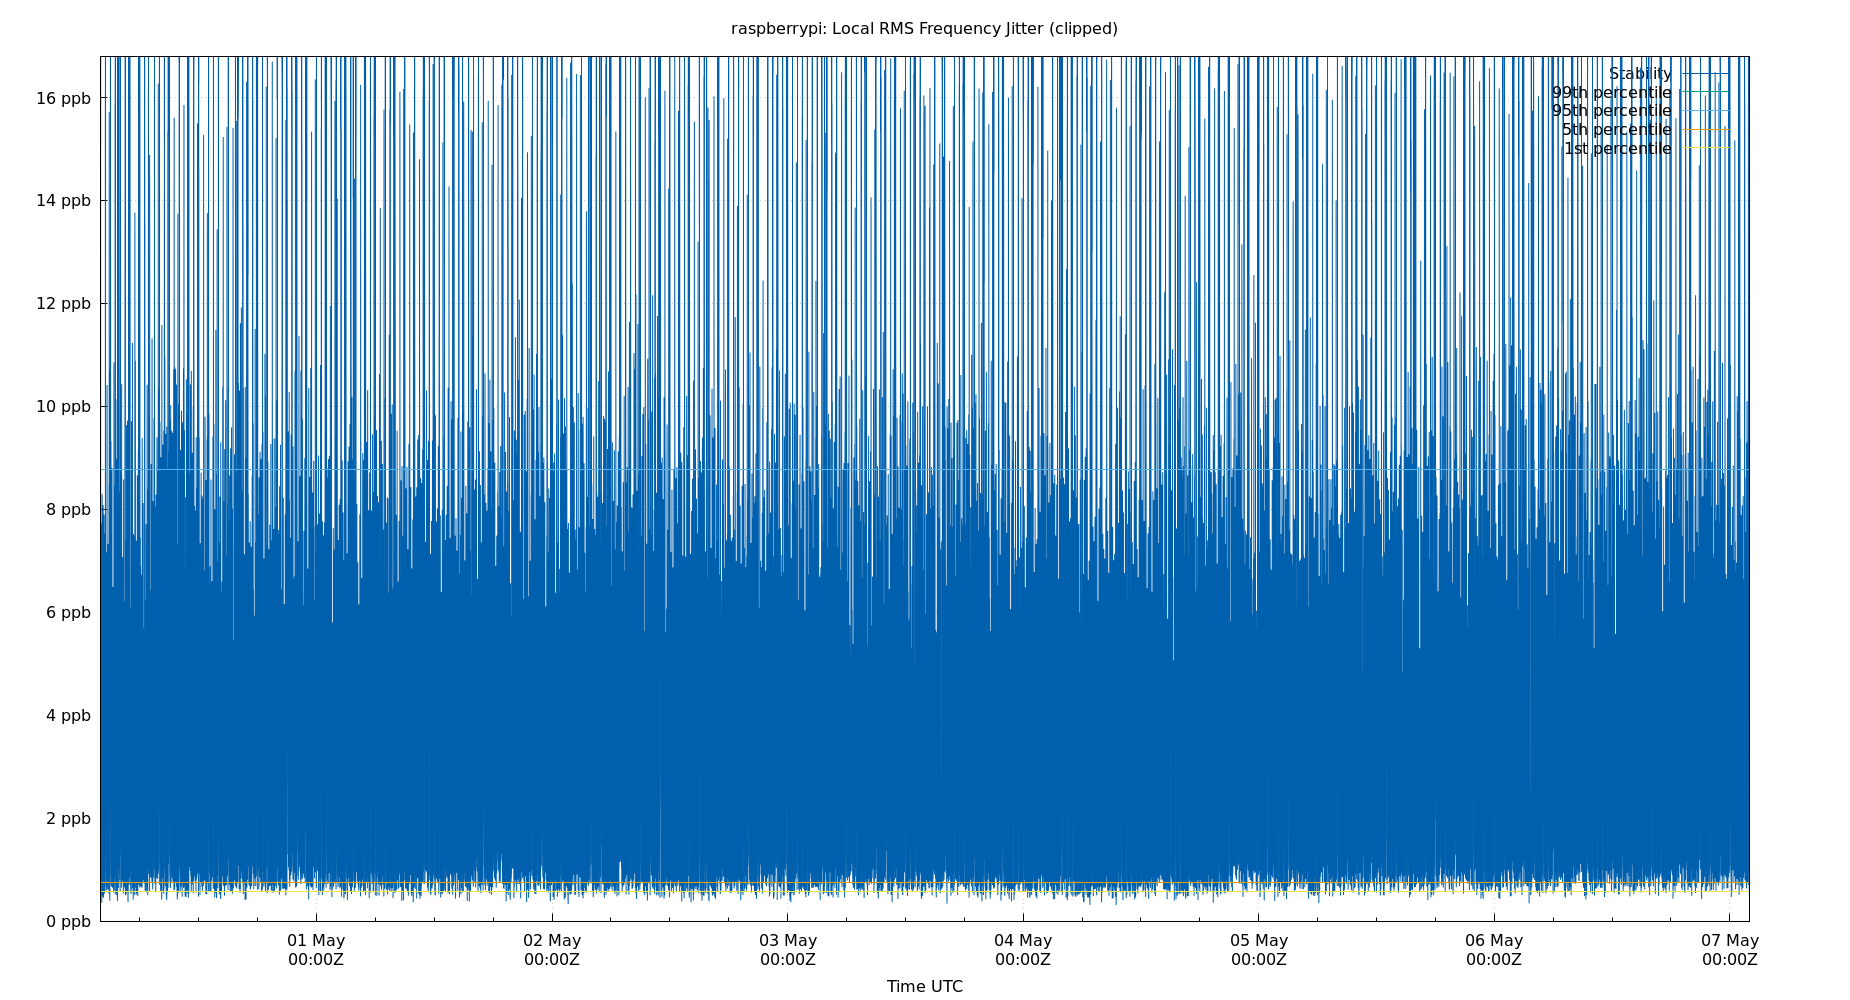 raspberrypi: Local RMS Frequency Jitter (clipped)
Stability
99th percentile
95th percentile
5th percentile
1st percentile
16 ppb
14 ppb
12 ppb
10 ppb
8 ppb
6 ppb
4 ppb
2 ppb
0 ppb
01 May 02 May 03 May 04 May 05 May 06 May 07 May
00:00Z 00:00Z 00:00Z 00:00Z 00:00Z 00:00Z 00:00Z
Time UTC